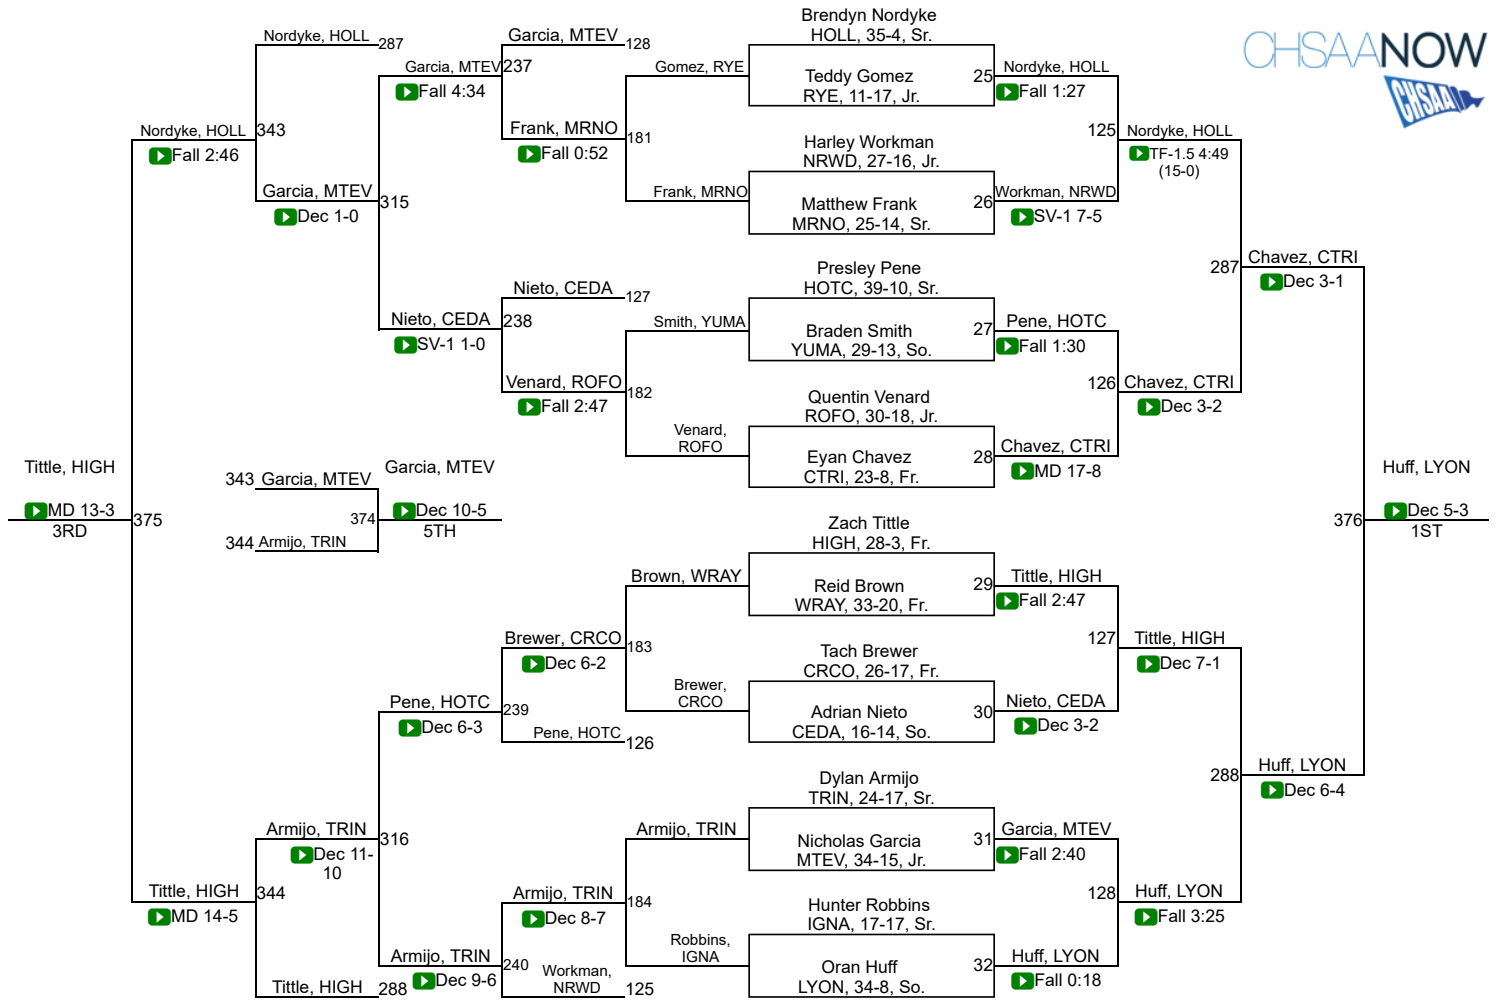 CHSAANOW
CHSAA
Brendyn Nordyke
HOLL, 35-4, Sr.
Teddy Gomez
RYE, 11-17, Jr.
25
Harley Workman
NRWD, 27-16, Jr.
Matthew Frank
MRNO, 25-14, Sr.
26
Presley Pene
HOTC, 39-10, Sr.
Braden Smith
YUMA, 29-13, So.
27
Quentin Venard
ROFO, 30-18, Jr.
Eyan Chavez
CTRI, 23-8, Fr.
28
Zach Tittle
HIGH, 28-3, Fr.
Reid Brown
WRAY, 33-20, Fr.
29
Tach Brewer
CRCO, 26-17, Fr.
Adrian Nieto
CEDA, 16-14, So.
30
Dylan Armijo
TRIN, 24-17, Sr.
Nicholas Garcia
MTEV, 34-15, Jr.
31
Hunter Robbins
IGNA, 17-17, Sr.
Oran Huff
LYON, 34-8, So.
32
Nordyke, HOLL
Fall 1:27
125
Workman, NRWD
SV-1 7-5
Pene, HOTC
Fall 1:30
126
Chavez, CTRI
MD 17-8
Tittle, HIGH
Fall 2:47
127
Nieto, CEDA
Dec 3-2
Garcia, MTEV
Fall 2:40
128
Huff, LYON
Fall 0:18
Nordyke, HOLL
TF-1.5 4:49
(15-0)
287
Chavez, CTRI
Dec 3-2
Tittle, HIGH
Dec 7-1
288
Huff, LYON
Fall 3:25
Chavez, CTRI
Dec 3-1
376
Huff, LYON
Dec 6-4
Huff, LYON
Dec 5-3
1ST
Gomez, RYE
181
Frank, MRNO
Smith, YUMA
182
Venard,
ROFO
Brown, WRAY
183
Brewer,
CRCO
Armijo, TRIN
184
Robbins,
IGNA
Garcia, MTEV
128
237
Frank, MRNO
Fall 0:52
Nieto, CEDA
127
238
Venard, ROFO
Fall 2:47
Brewer, CRCO
Dec 6-2
239
Pene, HOTC
126
Armijo, TRIN
Dec 8-7
240
Workman,
NRWD
125
Garcia, MTEV
Fall 4:34
315
Nieto, CEDA
SV-1 1-0
Pene, HOTC
Dec 6-3
316
Armijo, TRIN
Dec 9-6
Nordyke, HOLL
287
343
Garcia, MTEV
Dec 1-0
Armijo, TRIN
Dec 11-
10
344
Tittle, HIGH
288
Nordyke, HOLL
Fall 2:46
375
Tittle, HIGH
MD 14-5
Tittle, HIGH
MD 13-3
3RD
343 Garcia, MTEV
374
344 Armijo, TRIN
Garcia, MTEV
Dec 10-5
5TH